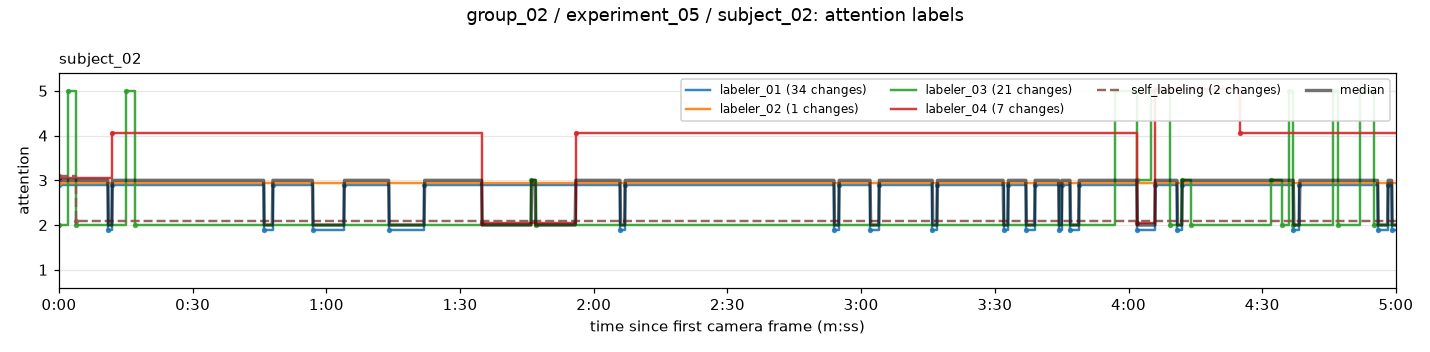 group_02 / experiment_05 / subject_02: attention labels
subject_02
labeler_01 (34 changes)
labeler_02 (1 changes)
labeler_03 (21 changes)
labeler_04 (7 changes)
self_labeling (2 changes)
median
attention
5
4
3
2
1
0:00 0:30 1:00 1:30 2:00 2:30 3:00 3:30 4:00 4:30 5:00
time since first camera frame (m:ss)